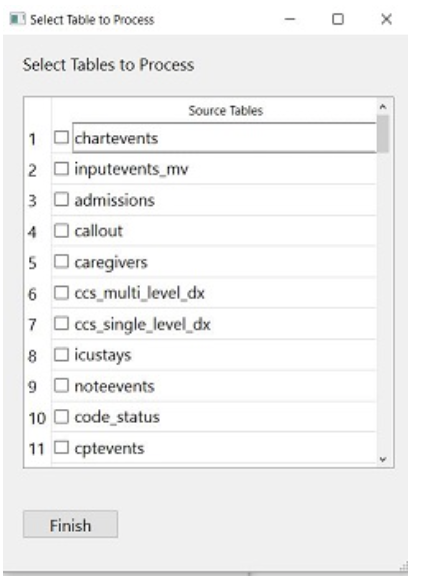 Select Table to Process
Select Tables to Process
Source Tables
1 chartevents
2 inputevents_mv
3 admissions
4 callout
5 caregivers
6 ccs_multi_level_dx
7 ccs_single_level_dx
8 icustays
9 noteevents
10 code_status
11 cptevents
Finish